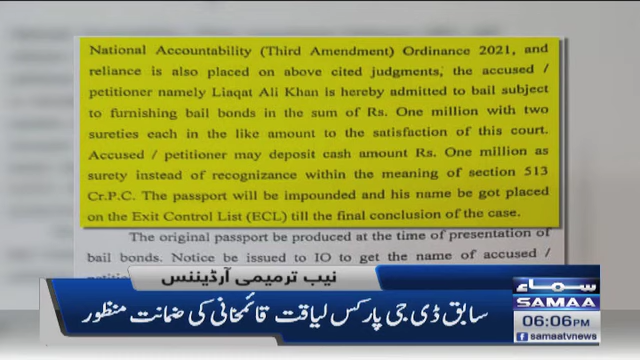 National Accountability (Third Amendment) Ordinance 2021, and
reliance is also placed on above cited judgments, the accused /
petitioner namely Liaqat Ali Khan is hereby admitted to bail subject
to furnishing bail bonds in the sum of Rs. One million with two
sureties each in the like amount to the satisfaction of this court.
Accused / petitioner may deposit cash amount Rs. One million as
surety instead of recognizance within the meaning of section 513
Cr.P.C. The passport will be impounded and his name be got placed
on the Exit Control List (ECL) till the final conclusion of the case.
The original passport be produced at the time of presentation of
bail bonds. Notice be issued to IO to get the name of accused /
نیب ترمیمی آرڈیننس
سابق ڈی جی پارکس لیاقت قائمخانی کی ضمانت منظور
سماء
SAMAA
06:06PM
samaatvnews